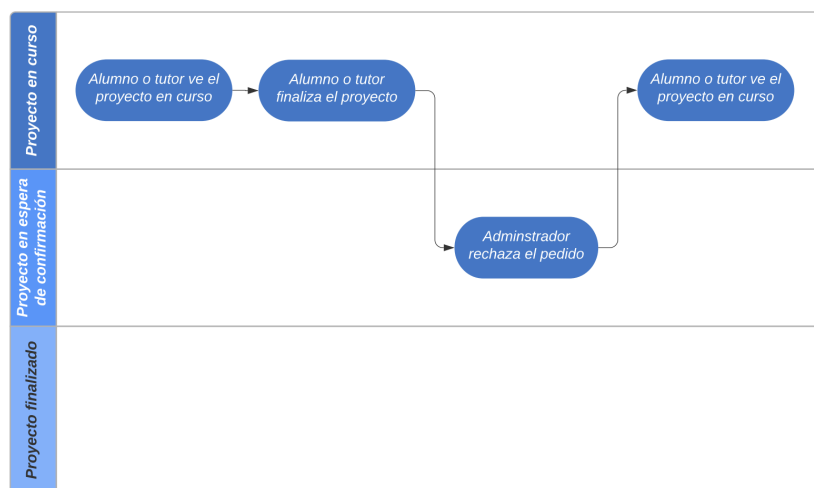 Proyecto en curso
Alumno o tutor ve el
proyecto en curso
Alumno o tutor
finaliza el proyecto
Alumno o tutor ve el
proyecto en curso
Proyecto en espera
de confirmación
Adminstrador
rechaza el pedido
Proyecto finalizado